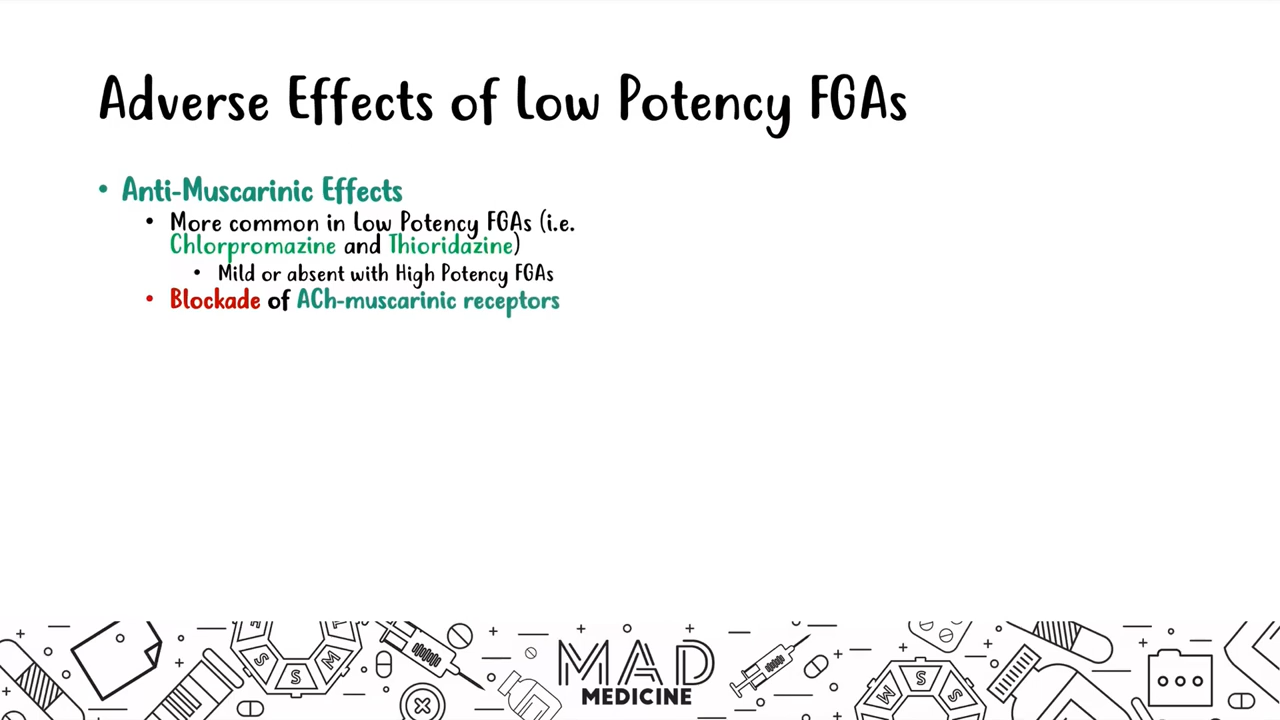 Adverse Effects of Low Potency FGAs
• Anti-Muscarinic Effects
• More common in Low Potency FGAs (i.e.
Chlorpromazine and Thioridazine)
• Mild or absent with High Potency FGAs
• Blockade of ACh-muscarinic receptors
S
S
M
MAD
MEDICINE
M
S
S